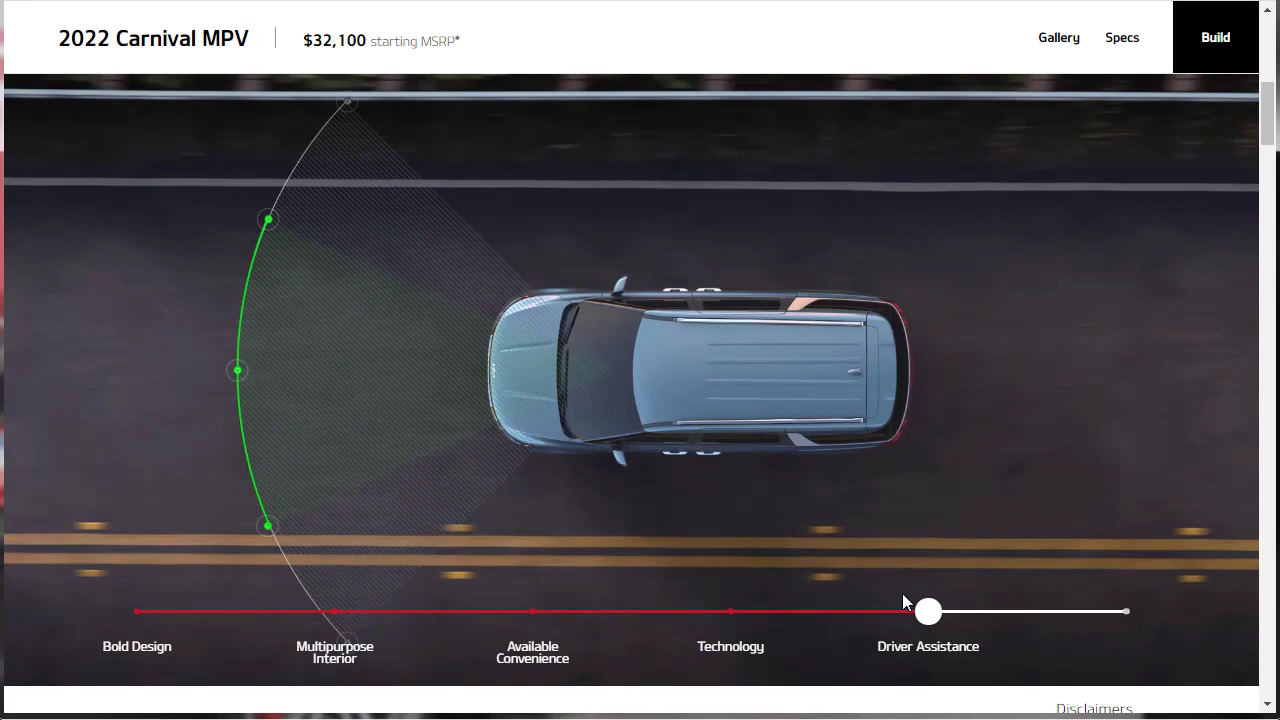 2022 Carnival MPV
$32,100 starting MSRP*
Gallery
Specs
Build
Bold Design
Multipurpose
Interior
Available
Convenience
Technology
Driver Assistance
Disclaimers